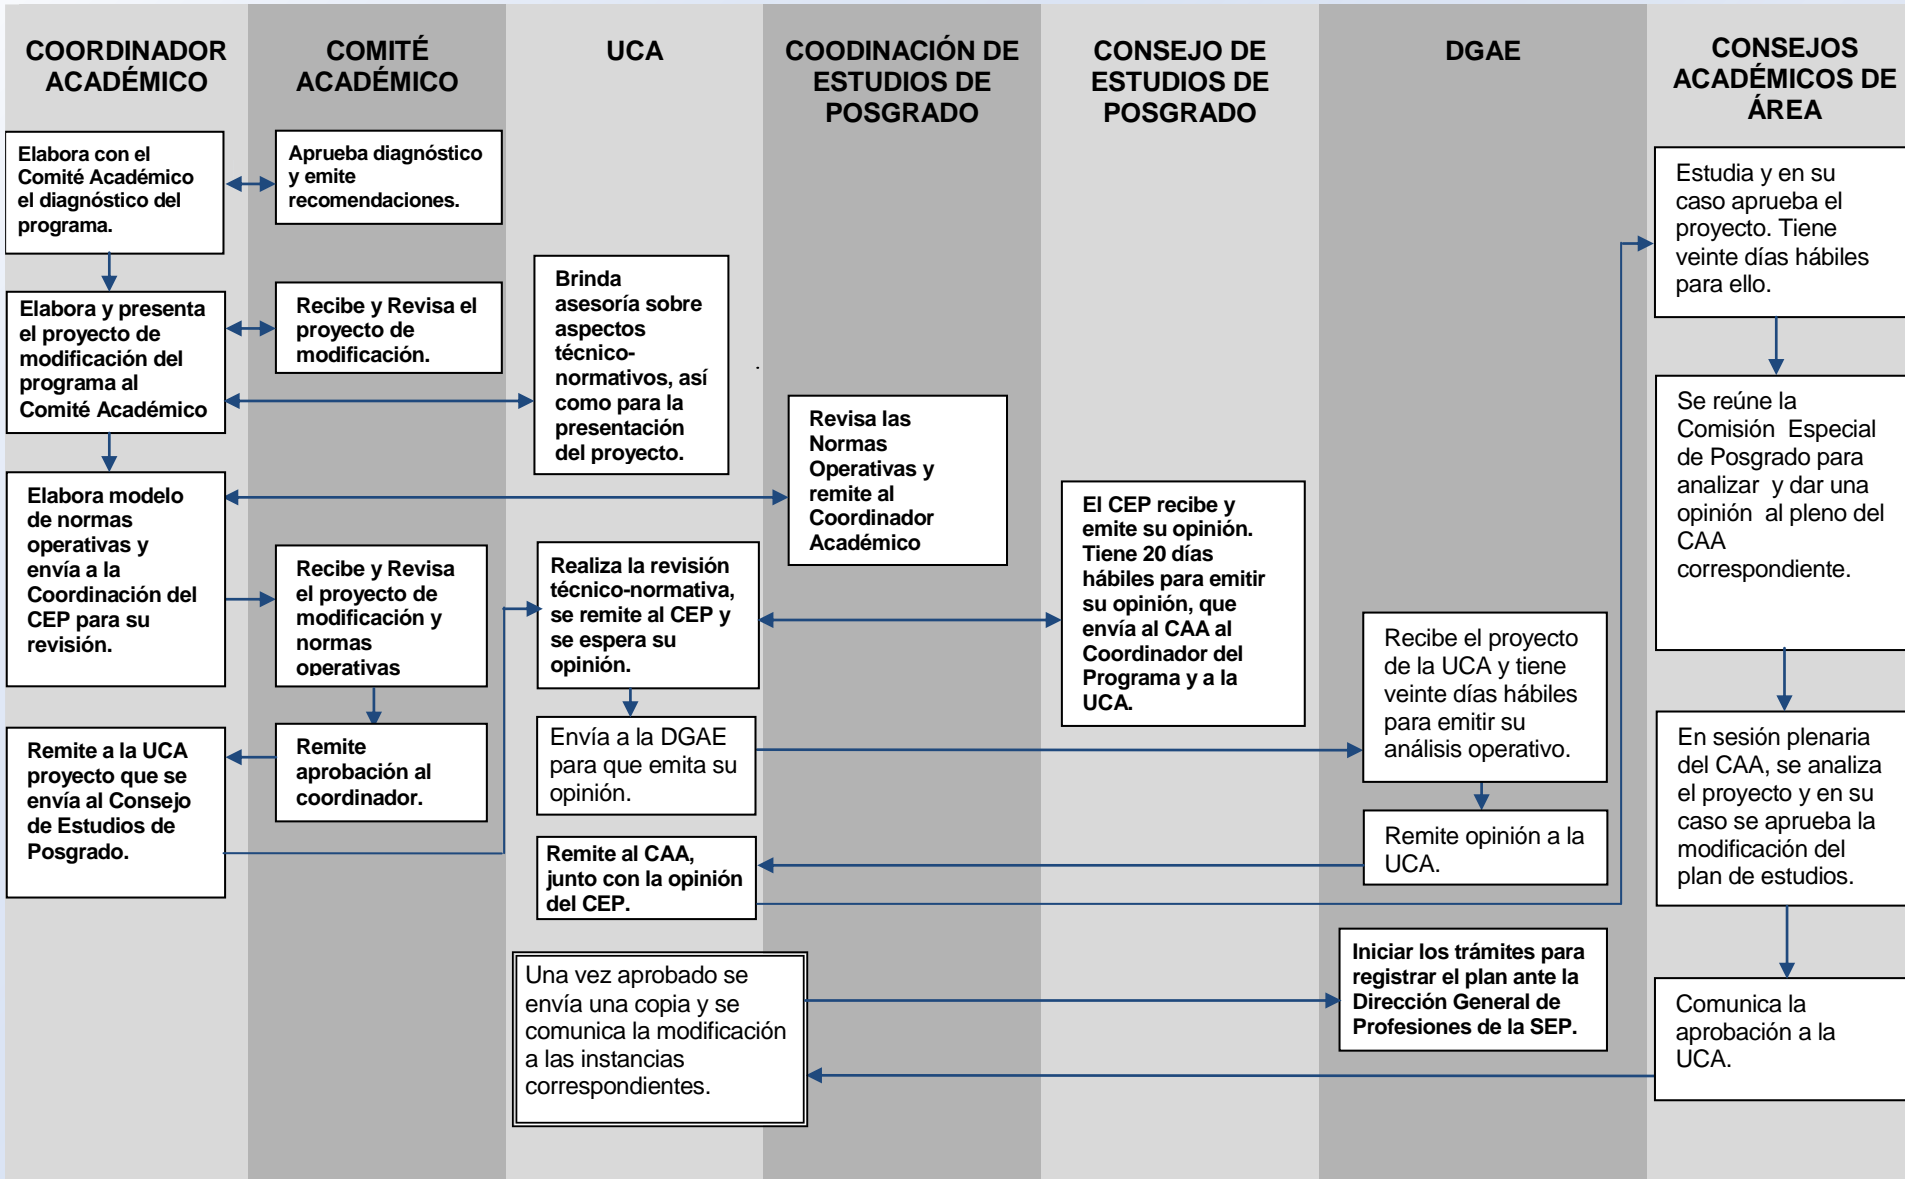 COORDINADOR
ACADÉMICO
Elabora con el
Comité Académico
el diagnóstico del
programa.
Elabora y presenta
el proyecto de
modificación del
programa al
Comité Académico
Elabora modelo
de normas
operativas y
envía a la
Coordinación del
CEP para su
revisión.
Remite a la UCA
proyecto que se
envía al Consejo
de Estudios de
Posgrado.
COMITÉ
ACADÉMICO
Aprueba diagnóstico
y emite
recomendaciones.
Recibe y Revisa el
proyecto de
modificación.
Recibe y Revisa
el proyecto de
modificación y
normas
operativas
Remite
aprobación al
coordinador.
UCA
Brinda
asesoría sobre
aspectos
técnico-
normativos, así
como para la
presentación
del proyecto.
Realiza la revisión
técnico-normativa,
se remite al CEP y
se espera su
opinión.
Envía a la DGAE
para que emita su
opinión.
Remite al CAA,
junto con la opinión
del CEP.
Una vez aprobado se
envía una copia y se
comunica la modificación
a las instancias
correspondientes.
COODINACIÓN DE
ESTUDIOS DE
POSGRADO
.
Revisa las
Normas
Operativas y
remite al
Coordinador
Académico
CONSEJO DE
ESTUDIOS DE
POSGRADO
El CEP recibe y
emite su opinión.
Tiene 20 días
hábiles para emitir
su opinión, que
envía al CAA al
Coordinador del
Programa y a la
UCA.
DGAE
Recibe el proyecto
de la UCA y tiene
veinte días hábiles
para emitir su
análisis operativo.
Remite opinión a la
UCA.
Iniciar los trámites para
registrar el plan ante la
Dirección General de
Profesiones de la SEP.
CONSEJOS
ACADÉMICOS DE
ÁREA
Estudia y en su
caso aprueba el
proyecto. Tiene
veinte días hábiles
para ello.
Se reúne la
Comisión Especial
de Posgrado para
analizar y dar una
opinión al pleno del
CAA
correspondiente.
En sesión plenaria
del CAA, se analiza
el proyecto y en su
caso se aprueba la
modificación del
plan de estudios.
Comunica la
aprobación a la
UCA.